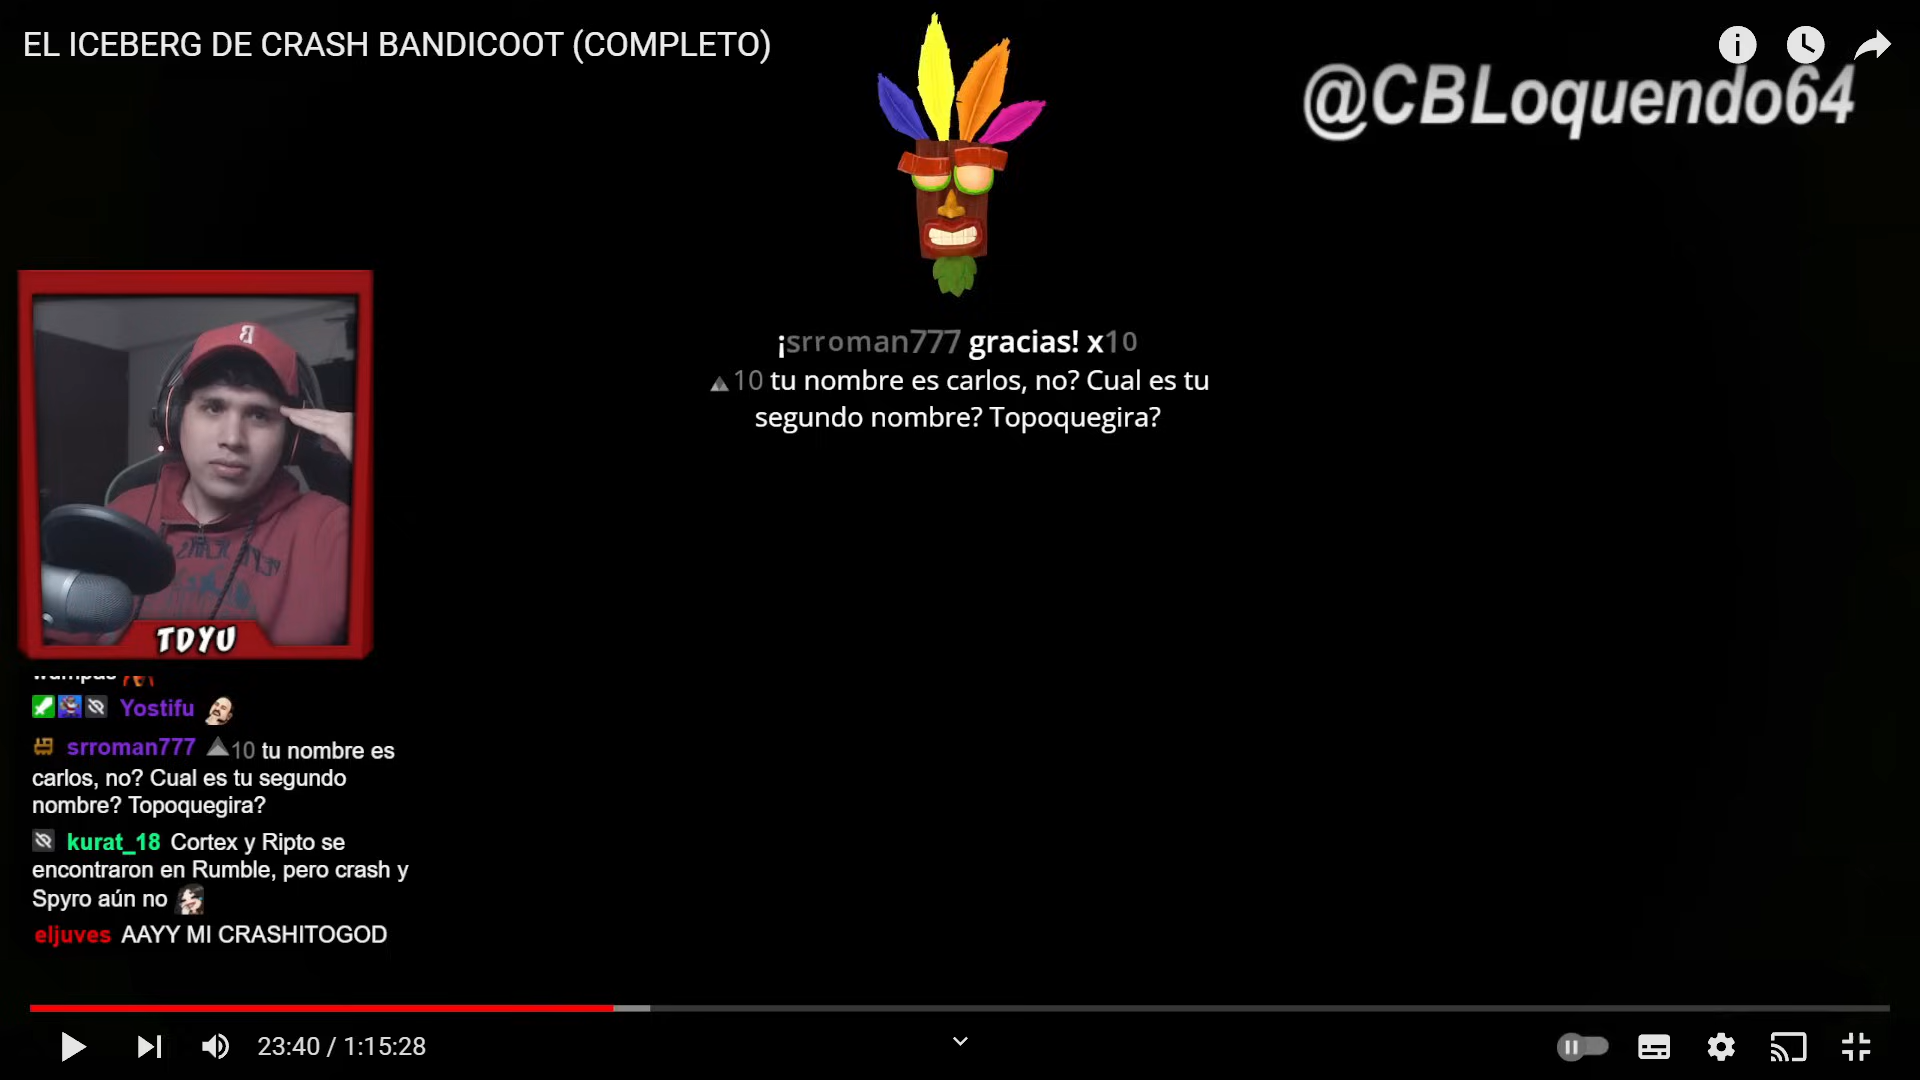 EL ICEBERG DE CRASH BANDICOOT (COMPLETO)
@CBLoquendo64
¡srroman777 gracias! x10
10 tu nombre es carlos, no? Cual es tu
segundo nombre? Topoquegira?
TDYU
wumpas
Yostifu
srroman777 10 tu nombre es
carlos, no? Cual es tu segundo
nombre? Topoquegira?
kurat_18 Cortex y Ripto se
encontraron en Rumble, pero crash y
Spyro aún no
eljuves AAYY MI CRASHITOGOD
23:40 / 1:15:28